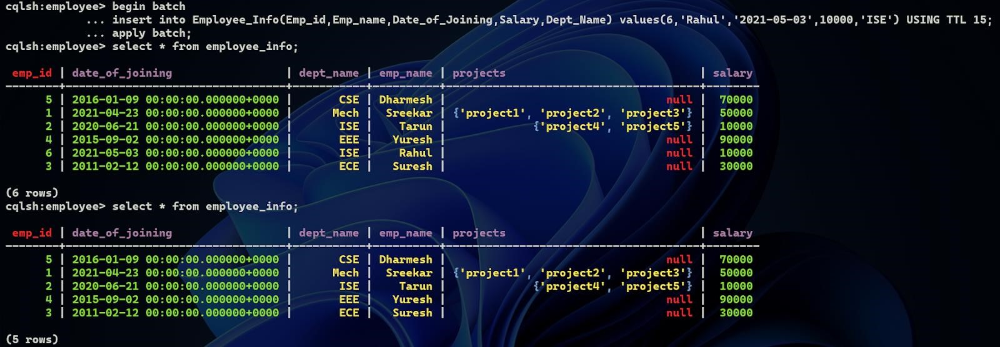 cqlsh:employee> begin batch
            ... insert into Employee_Info(Emp_id,Emp_name,Date_of_Joining,Salary,Dept_Name) values(6,'Rahul','2021-05-03',10000,'ISE') USING TTL 15;
            ... apply batch;
cqlsh:employee> select * from employee_info;

 emp_id | date_of_joining                 | dept_name | emp_name | projects                             | salary
--------+---------------------------------+-----------+----------+--------------------------------------+--------
      5 | 2016-01-09 00:00:00.000000+0000 |       CSE | Dharmesh |                                 null |  70000
      1 | 2021-04-23 00:00:00.000000+0000 |      Mech |  Sreekar | {'project1', 'project2', 'project3'} |  50000
      2 | 2020-06-21 00:00:00.000000+0000 |       ISE |    Tarun |             {'project4', 'project5'} |  10000
      4 | 2015-09-02 00:00:00.000000+0000 |       EEE |   Yuresh |                                 null |  90000
      6 | 2021-05-03 00:00:00.000000+0000 |       ISE |    Rahul |                                 null |  10000
      3 | 2011-02-12 00:00:00.000000+0000 |       ECE |   Suresh |                                 null |  30000

(6 rows)
cqlsh:employee> select * from employee_info;

 emp_id | date_of_joining                 | dept_name | emp_name | projects                             | salary
--------+---------------------------------+-----------+----------+--------------------------------------+--------
      5 | 2016-01-09 00:00:00.000000+0000 |       CSE | Dharmesh |                                 null |  70000
      1 | 2021-04-23 00:00:00.000000+0000 |      Mech |  Sreekar | {'project1', 'project2', 'project3'} |  50000
      2 | 2020-06-21 00:00:00.000000+0000 |       ISE |    Tarun |             {'project4', 'project5'} |  10000
      4 | 2015-09-02 00:00:00.000000+0000 |       EEE |   Yuresh |                                 null |  90000
      3 | 2011-02-12 00:00:00.000000+0000 |       ECE |   Suresh |                                 null |  30000

(5 rows)